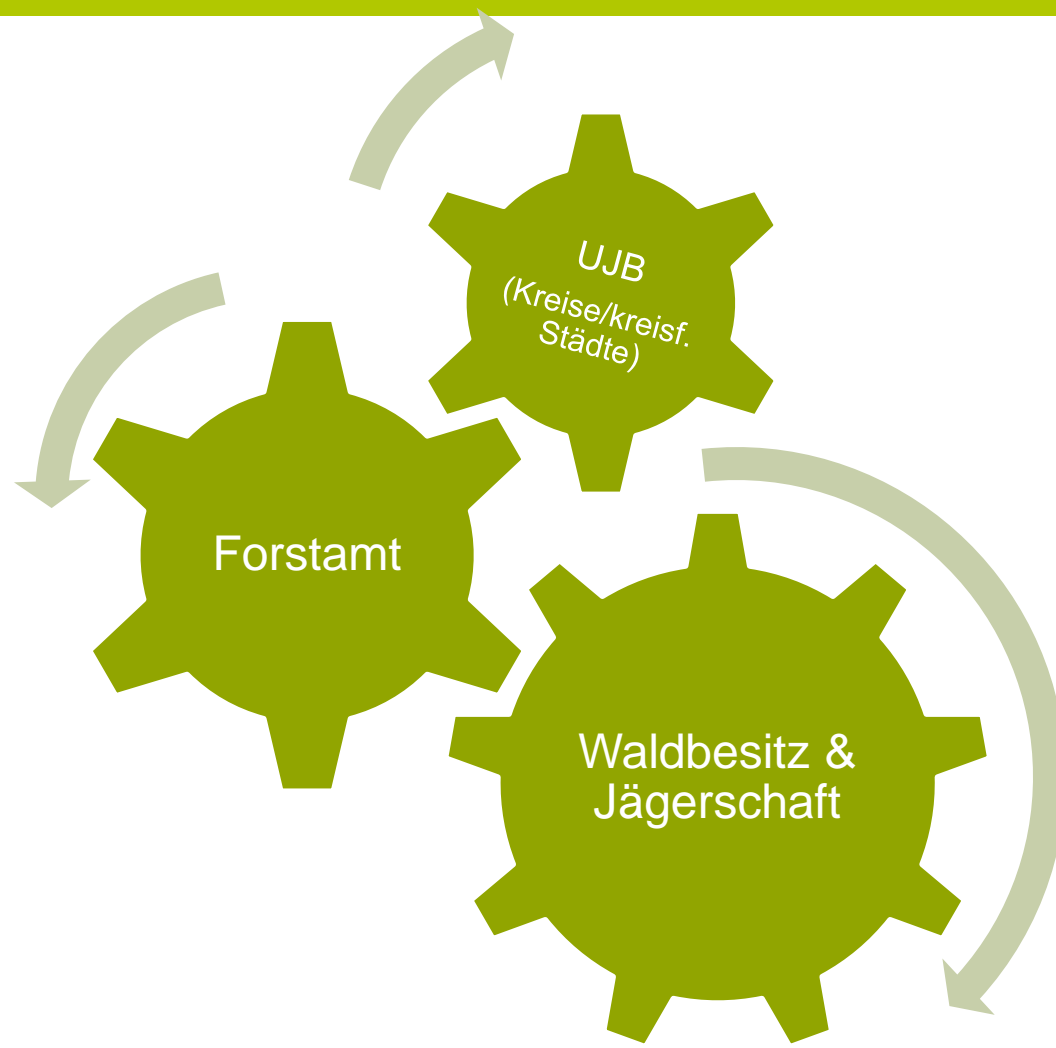 UJB
(Kreise/kreisf.
Städte)
Forstamt
Waldbesitz &
Jägerschaft